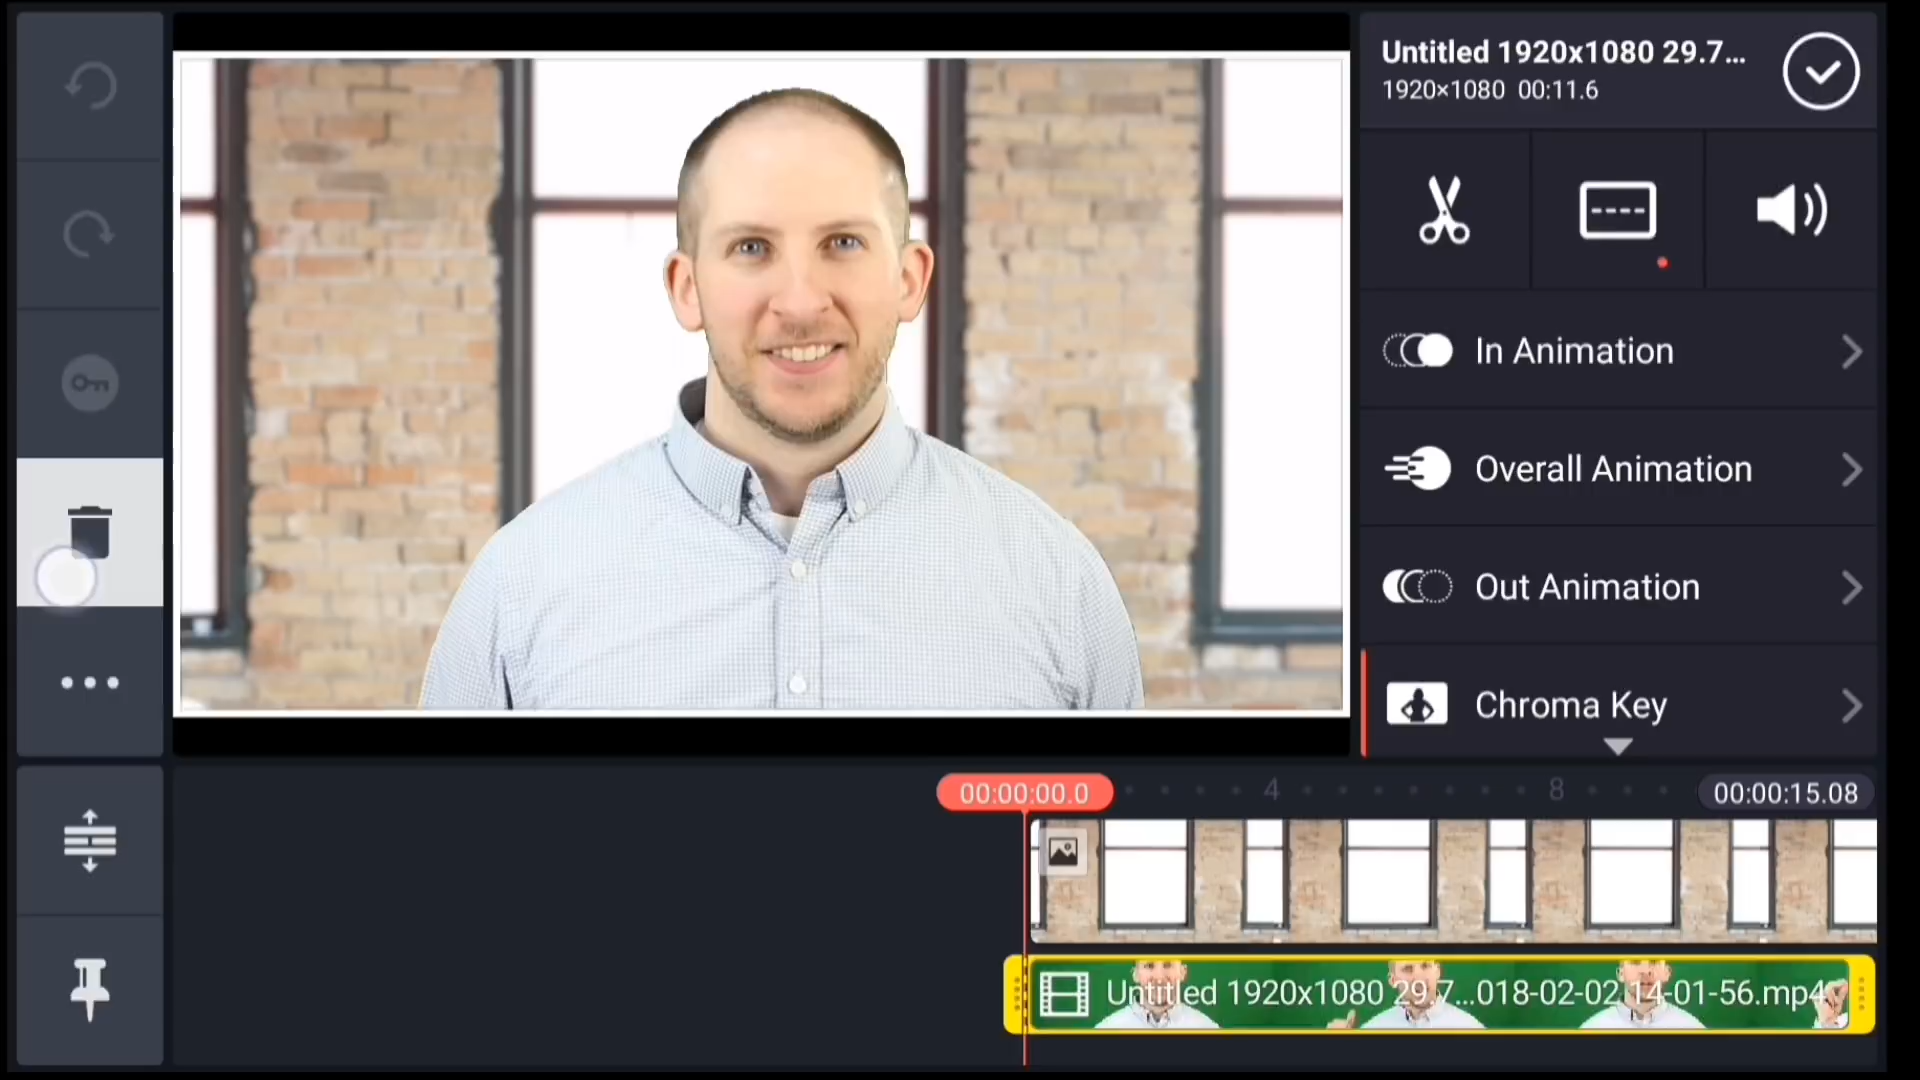 Untitled 1920x1080 29.7...
1920×1080 00:11.6
In Animation
Overall Animation
Out Animation
Chroma Key
00:00:00.0
4
8
00:00:15.08
Untitled 1920x1080 29.7...018-02-02 14-01-56.mp4